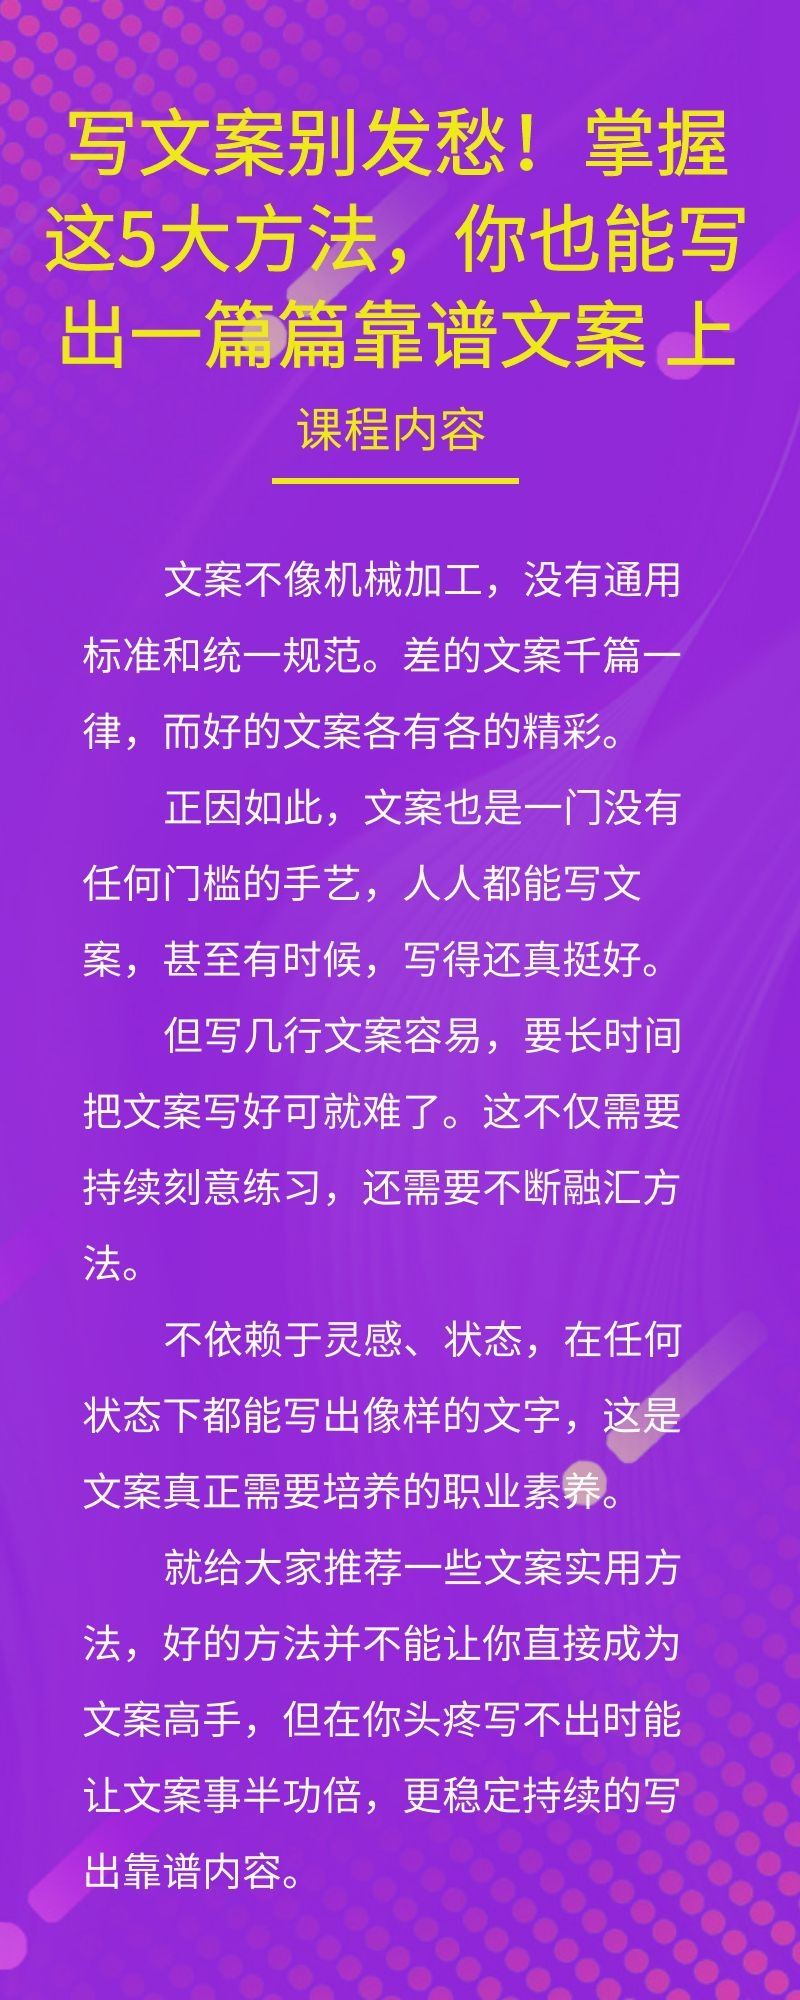 写文案别发愁！掌握
这5大方法，你也能写
出一篇篇靠谱文案 上
课程内容
文案不像机械加工，没有通用
标准和统一规范。差的文案千篇一
律，而好的文案各有各的精彩。
正因如此，文案也是一门没有
任何门槛的手艺，人人都能写文
案，甚至有时候，写得还真挺好。
但写几行文案容易，要长时间
把文案写好可就难了。这不仅需要
持续刻意练习，还需要不断融汇方
法。
不依赖于灵感、状态，在任何
状态下都能写出像样的文字，这是
文案真正需要培养的职业素养。
就给大家推荐一些文案实用方
法，好的方法并不能让你直接成为
文案高手，但在你头疼写不出时能
让文案事半功倍，更稳定持续的写
出靠谱内容。